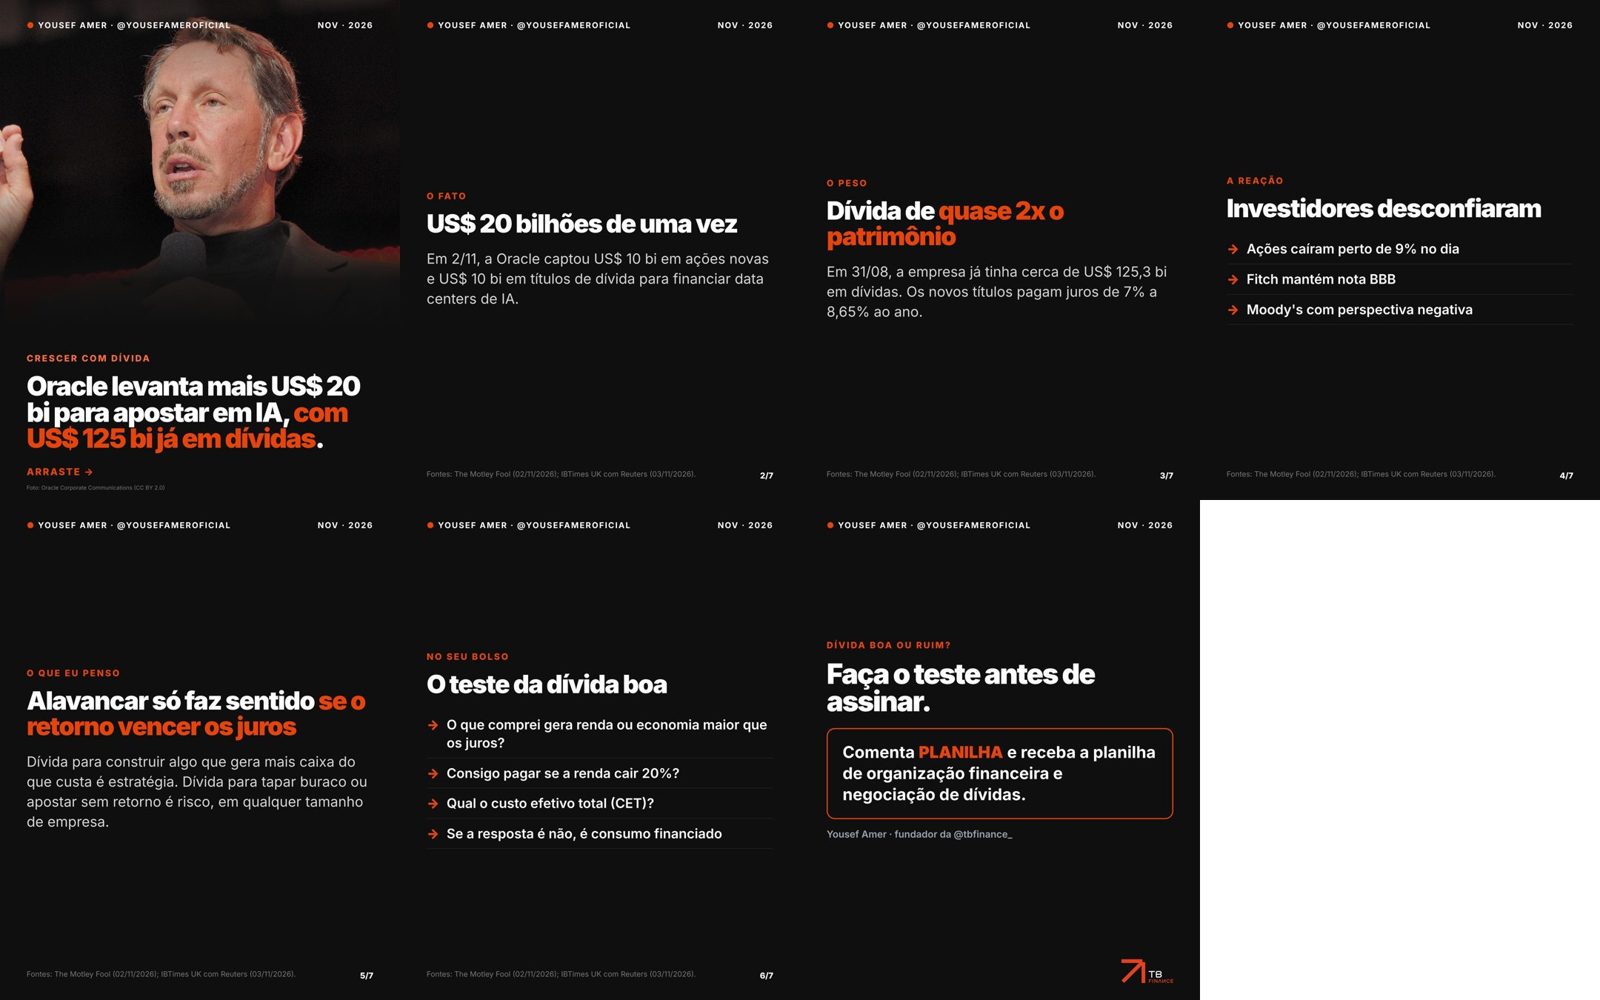 YOUSEF AMER · @YOUSEFAMEROFICIAL
NOV · 2026
CRESCER COM DÍVIDA
Oracle levanta mais US$ 20
bi para apostar em IA, com
US$ 125 bi já em dívidas.
ARRASTE →
Foto: Oracle Corporate Communications (CC BY 2.0)
YOUSEF AMER · @YOUSEFAMEROFICIAL
NOV · 2026
O FATO
US$ 20 bilhões de uma vez
Em 2/11, a Oracle captou US$ 10 bi em ações novas
e US$ 10 bi em títulos de dívida para financiar data
centers de IA.
Fontes: The Motley Fool (02/11/2026); IBTimes UK com Reuters (03/11/2026).
2/7
YOUSEF AMER · @YOUSEFAMEROFICIAL
NOV · 2026
O PESO
Dívida de quase 2x o
patrimônio
Em 31/08, a empresa já tinha cerca de US$ 125,3 bi
em dívidas. Os novos títulos pagam juros de 7% a
8,65% ao ano.
Fontes: The Motley Fool (02/11/2026); IBTimes UK com Reuters (03/11/2026).
3/7
YOUSEF AMER · @YOUSEFAMEROFICIAL
NOV · 2026
A REAÇÃO
Investidores desconfiaram
→ Ações caíram perto de 9% no dia
→ Fitch mantém nota BBB
→ Moody's com perspectiva negativa
Fontes: The Motley Fool (02/11/2026); IBTimes UK com Reuters (03/11/2026).
4/7
YOUSEF AMER · @YOUSEFAMEROFICIAL
NOV · 2026
O QUE EU PENSO
Alavancar só faz sentido se o
retorno vencer os juros
Dívida para construir algo que gera mais caixa do
que custa é estratégia. Dívida para tapar buraco ou
apostar sem retorno é risco, em qualquer tamanho
de empresa.
Fontes: The Motley Fool (02/11/2026); IBTimes UK com Reuters (03/11/2026).
5/7
YOUSEF AMER · @YOUSEFAMEROFICIAL
NOV · 2026
NO SEU BOLSO
O teste da dívida boa
→ O que comprei gera renda ou economia maior que
os juros?
→ Consigo pagar se a renda cair 20%?
→ Qual o custo efetivo total (CET)?
→ Se a resposta é não, é consumo financiado
Fontes: The Motley Fool (02/11/2026); IBTimes UK com Reuters (03/11/2026).
6/7
YOUSEF AMER · @YOUSEFAMEROFICIAL
NOV · 2026
DÍVIDA BOA OU RUIM?
Faça o teste antes de
assinar.
Comenta PLANILHA e receba a planilha
de organização financeira e
negociação de dívidas.
Yousef Amer · fundador da @tbfinance_
TB
FINANCE